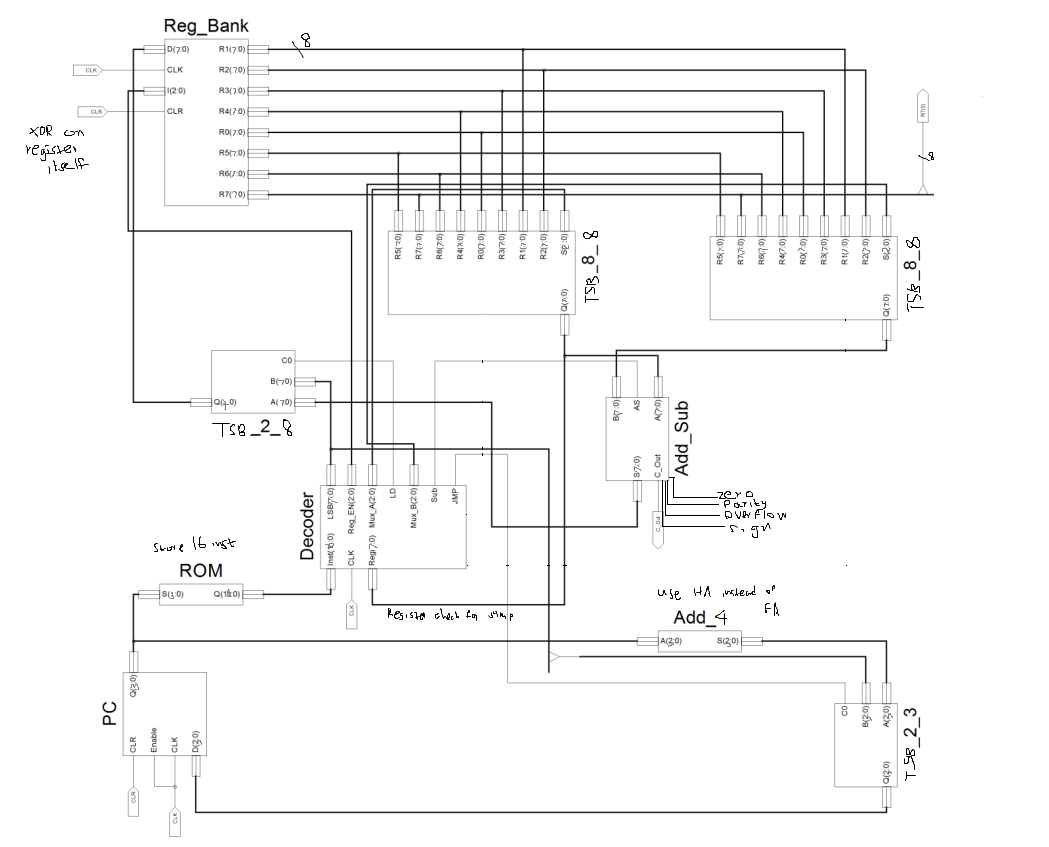 Reg_Bank
D(7:0)
CLK
I(2:0)
CLR
R1(7:0)
R2(7:0)
R3(7:0)
R4(7:0)
R0(7:0)
R5(7:0)
R6(7:0)
R7(7:0)
CLK
CLR
8
XOR on
register
itself
8
R5(7:0)
R7(7:0)
R6(7:0)
R4(7:0)
R0(7:0)
R3(7:0)
R1(7:0)
R2(7:0)
S(2:0)
Q(7:0)
TSB_8_8
R5(7:0)
R7(7:0)
R6(7:0)
R4(7:0)
R0(7:0)
R3(7:0)
R1(7:0)
R2(7:0)
S(2:0)
Q(7:0)
TSB_8_8
C0
B(7:0)
A(7:0)
Q(7:0)
TSB_2_8
B(7:0)
AS
A(7:0)
S(7:0)
C_Out
Add_Sub
C_Out
zero
Parity
overflow
sign
Decoder
LSB(7:0)
Reg_EN(2:0)
Mux_A(2:0)
LD
Mux_B(2:0)
Sub
JMP
CLK
Reg(7:0)
CLK
Register check for jump
store 16 inst
ROM
S(3:0)
use HA instead of
FA
Add_4
A(3:0)
S(3:0)
PC
Q(3:0)
CLR
Enable
CLK
D(3:0)
CLR
CLK
C0
B(3:0)
A(3:0)
Q(3:0)
TSB_2_3